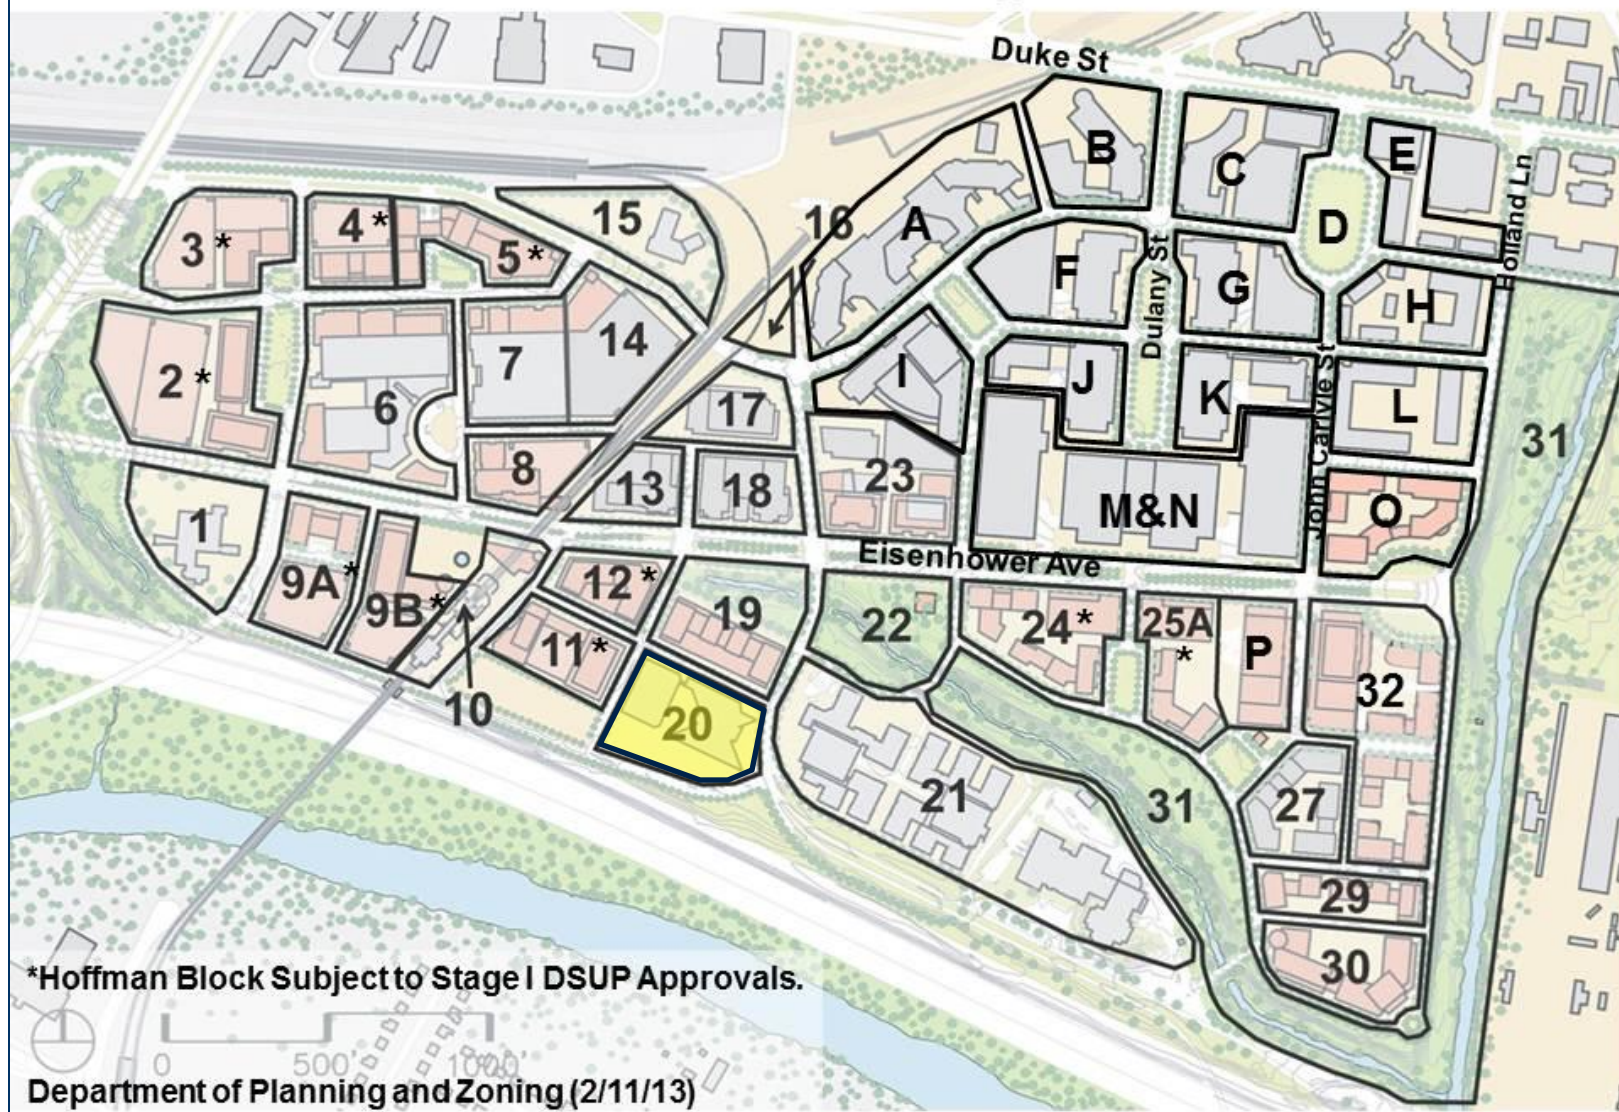 Duke St
B
C
E
Holland Ln
3*
4*
5*
15
16
A
D
F
Dulany St
G
H
2*
6
7
14
17
I
J
K
John Carlyle St
L
31
8
13
18
23
M&N
O
1
Eisenhower Ave
9A*
9B*
12*
11*
19
22
24*
25A
*
P
32
10
20
21
31
27
29
30
*Hoffman Block Subject to Stage I DSUP Approvals.
0 500' 1000'
Department of Planning and Zoning (2/11/13)